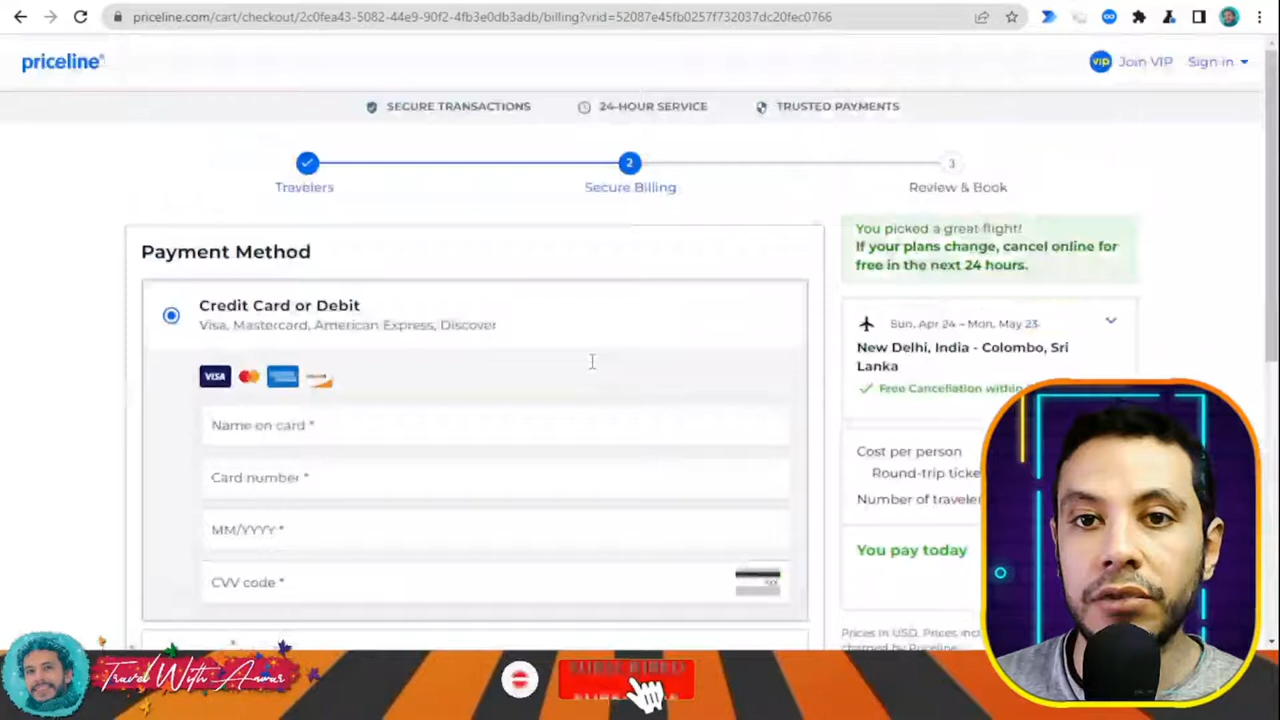 priceline.com/cart/checkout/2c0fea43-5082-44e9-90f2-4fb3e0db3adb/billing?vrid=52087e45fb0257f732037dc20fec0766
priceline
VIP Join VIP Sign in
SECURE TRANSACTIONS 24-HOUR SERVICE TRUSTED PAYMENTS
2 3
Travelers Secure Billing Review & Book
Payment Method
Credit Card or Debit
Visa, Mastercard, American Express, Discover
VISA
Name on card *
Card number *
MM/YYYY *
CVV code *
You picked a great flight!
If your plans change, cancel online for
free in the next 24 hours.
Sun, Apr 24 – Mon, May 23
New Delhi, India - Colombo, Sri
Lanka
Free Cancellation within
Cost per person
Round-trip
Number of
You pay today
Prices in USD. Prices
charged by Priceline
Travel With Anwar